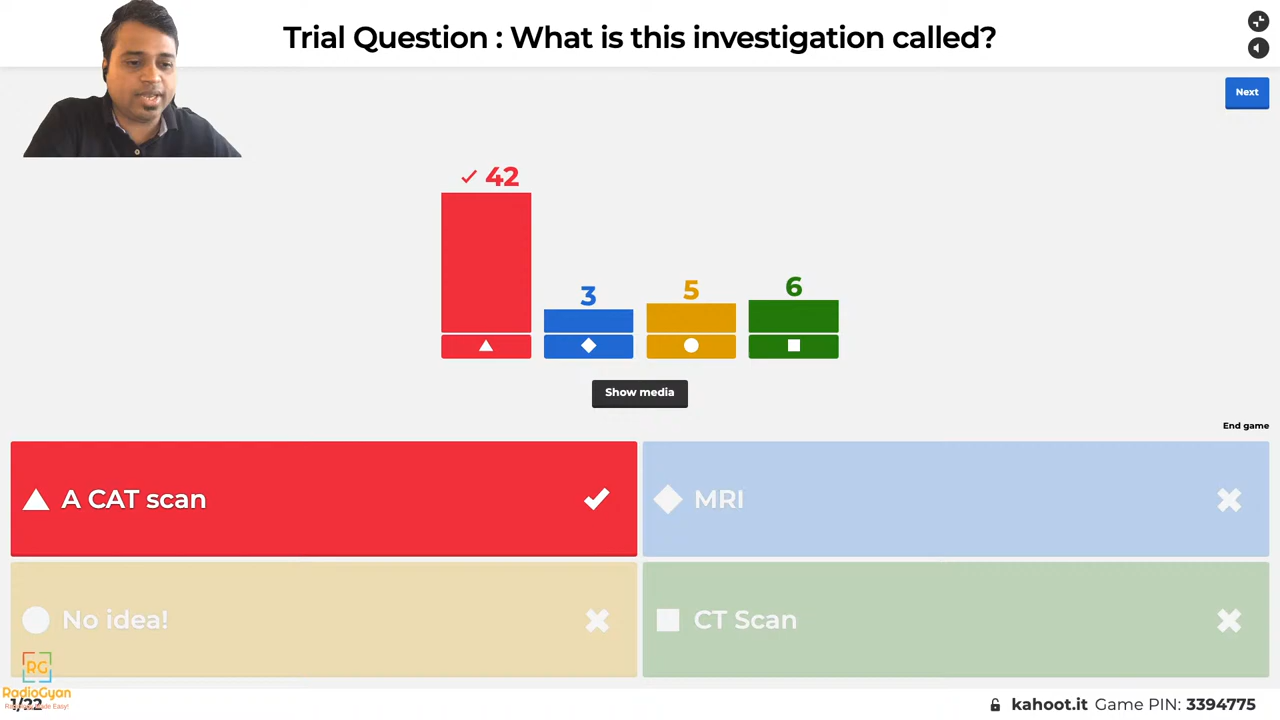 Trial Question : What is this investigation called?
Next
42
3
5
6
Show media
End game
A CAT scan
MRI
No idea!
CT Scan
RG
RadioGyan
1/22
kahoot.it Game PIN: 3394775